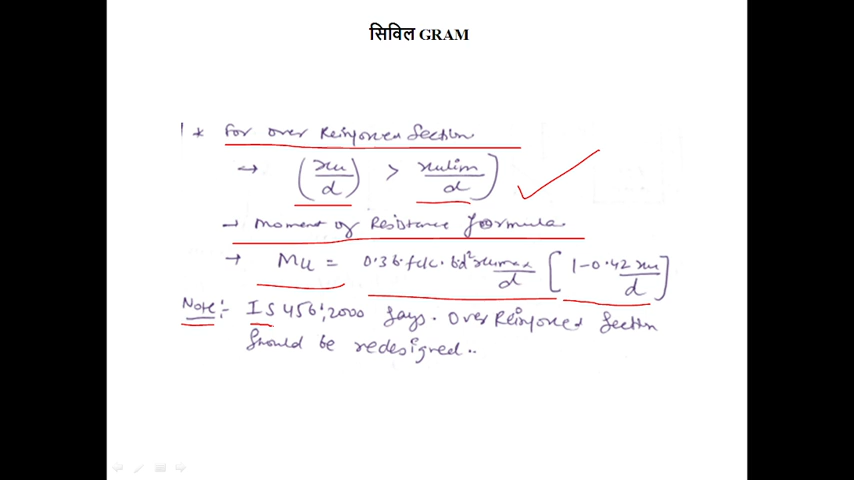 सिविल GRAM
1 * For over Reinforced Section
→ (xu/d) > xulim/d)
→ Moment of Resistance formula
→ Mu = 0.36.fck.bd² xumax/d [1-0.42 xu/d]
Note:- IS 456:2000 Says. Over Reinforced Section
Should be redesigned..